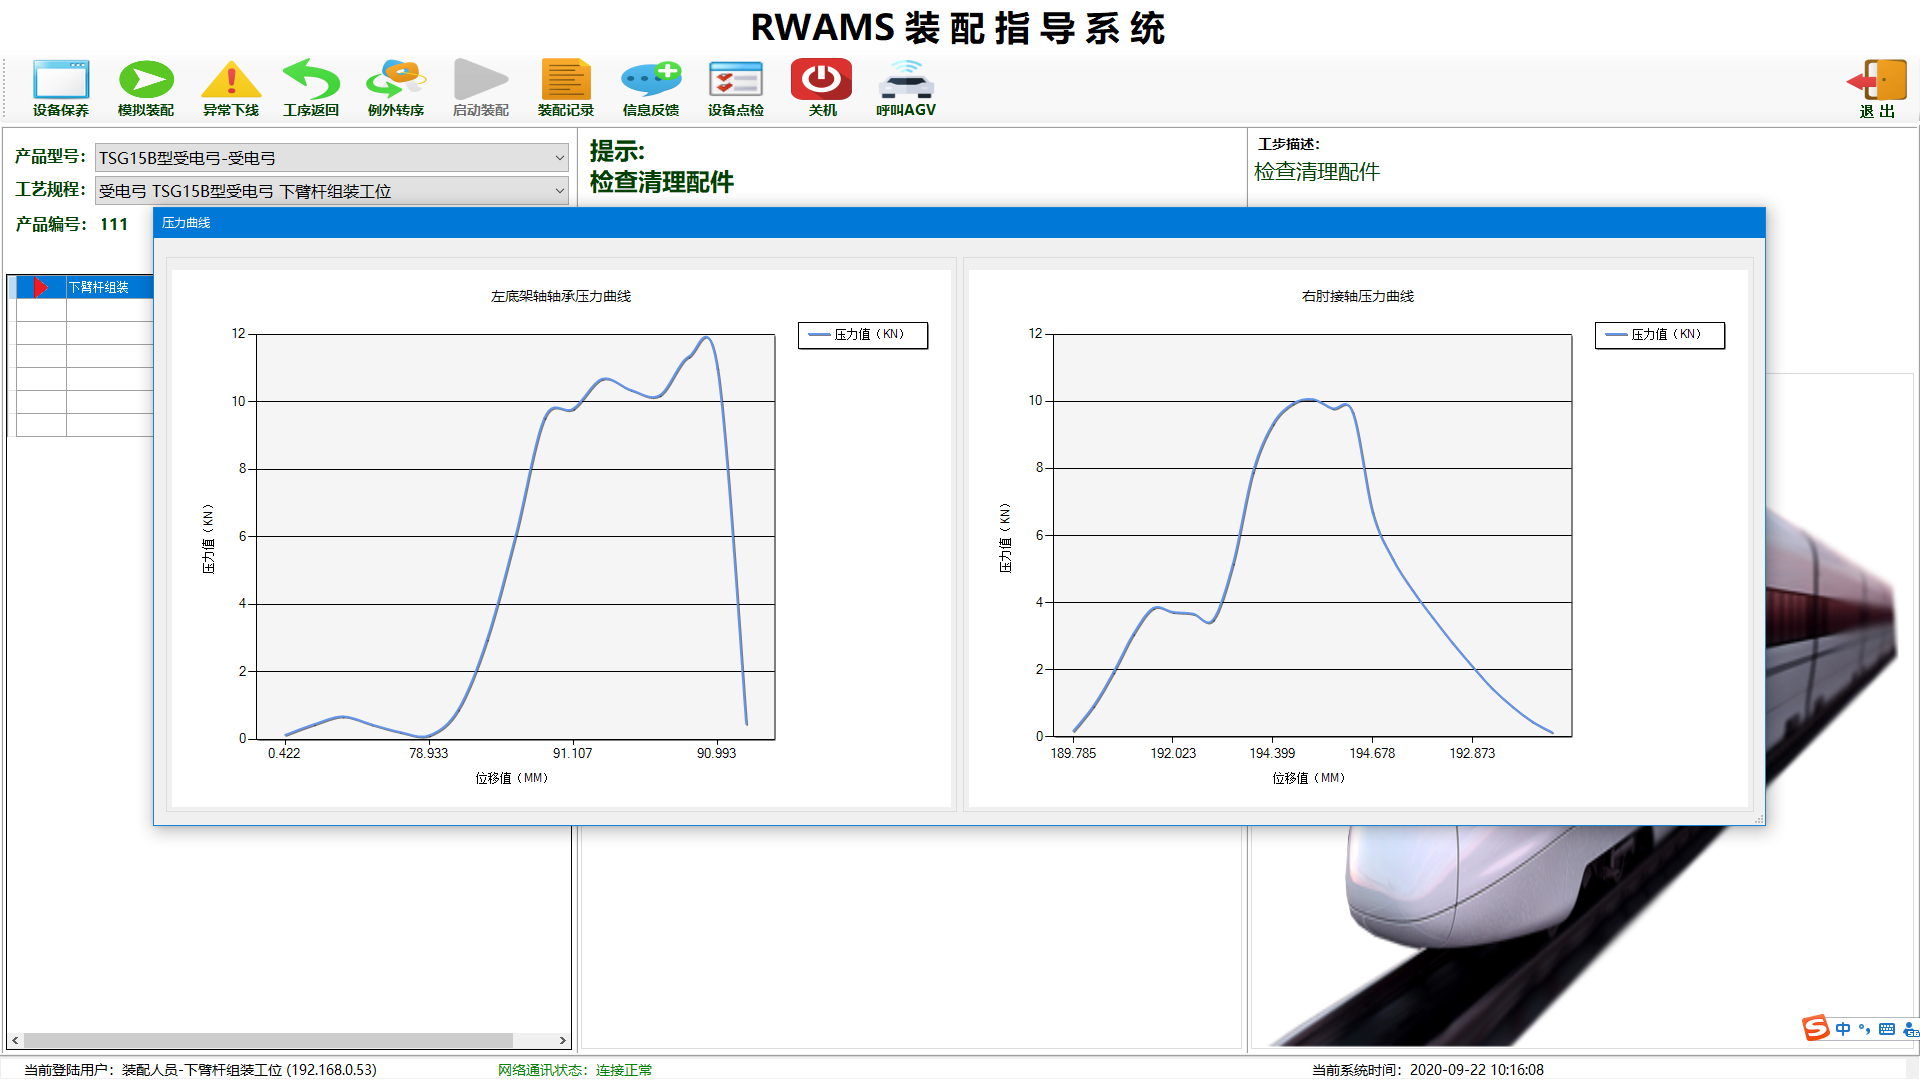 RWAMS 装 配 指 导 系 统
设备保养 模拟装配 异常下线 工序返回 例外转序 启动装配 装配记录 信息反馈 设备点检 关机 呼叫AGV 退 出
产品型号： TSG15B型受电弓-受电弓
工艺规程： 受电弓 TSG15B型受电弓 下臂杆组装工位
产品编号： 111
提示:
检查清理配件
工步描述：
检查清理配件
下臂杆组装
压力曲线
左底架轴轴承压力曲线
压力值（KN）
压力值（KN）
12
10
8
6
4
2
0
0.422 78.933 91.107 90.993
位移值（MM）
右肘接轴压力曲线
压力值（KN）
压力值（KN）
12
10
8
6
4
2
0
189.785 192.023 194.399 194.678 192.873
位移值（MM）
中
当前登陆用户：装配人员-下臂杆组装工位 (192.168.0.53) 网络通讯状态：连接正常 当前系统时间：2020-09-22 10:16:08